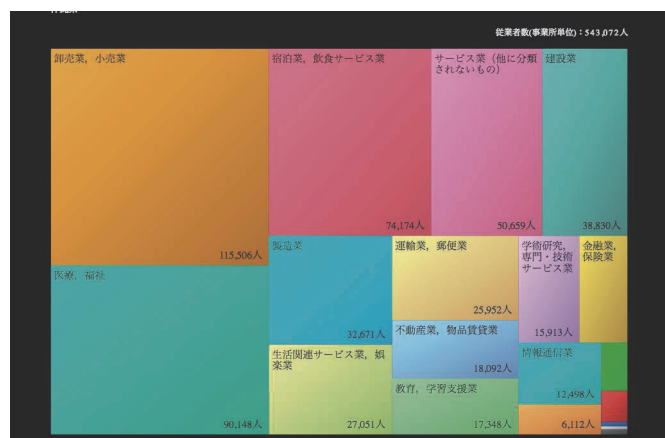 従業者数(事業所単位)：543,072人
卸売業，小売業
115,506人
宿泊業，飲食サービス業
74,174人
サービス業（他に分類
されないもの）
50,659人
建設業
38,830人
医療，福祉
90,148人
製造業
32,671人
運輸業，郵便業
25,952人
学術研究，
専門・技術
サービス業
15,913人
金融業，
保険業
不動産業，物品賃貸業
18,092人
生活関連サービス業，娯
楽業
27,051人
教育，学習支援業
17,348人
情報通信業
12,498人
6,112人